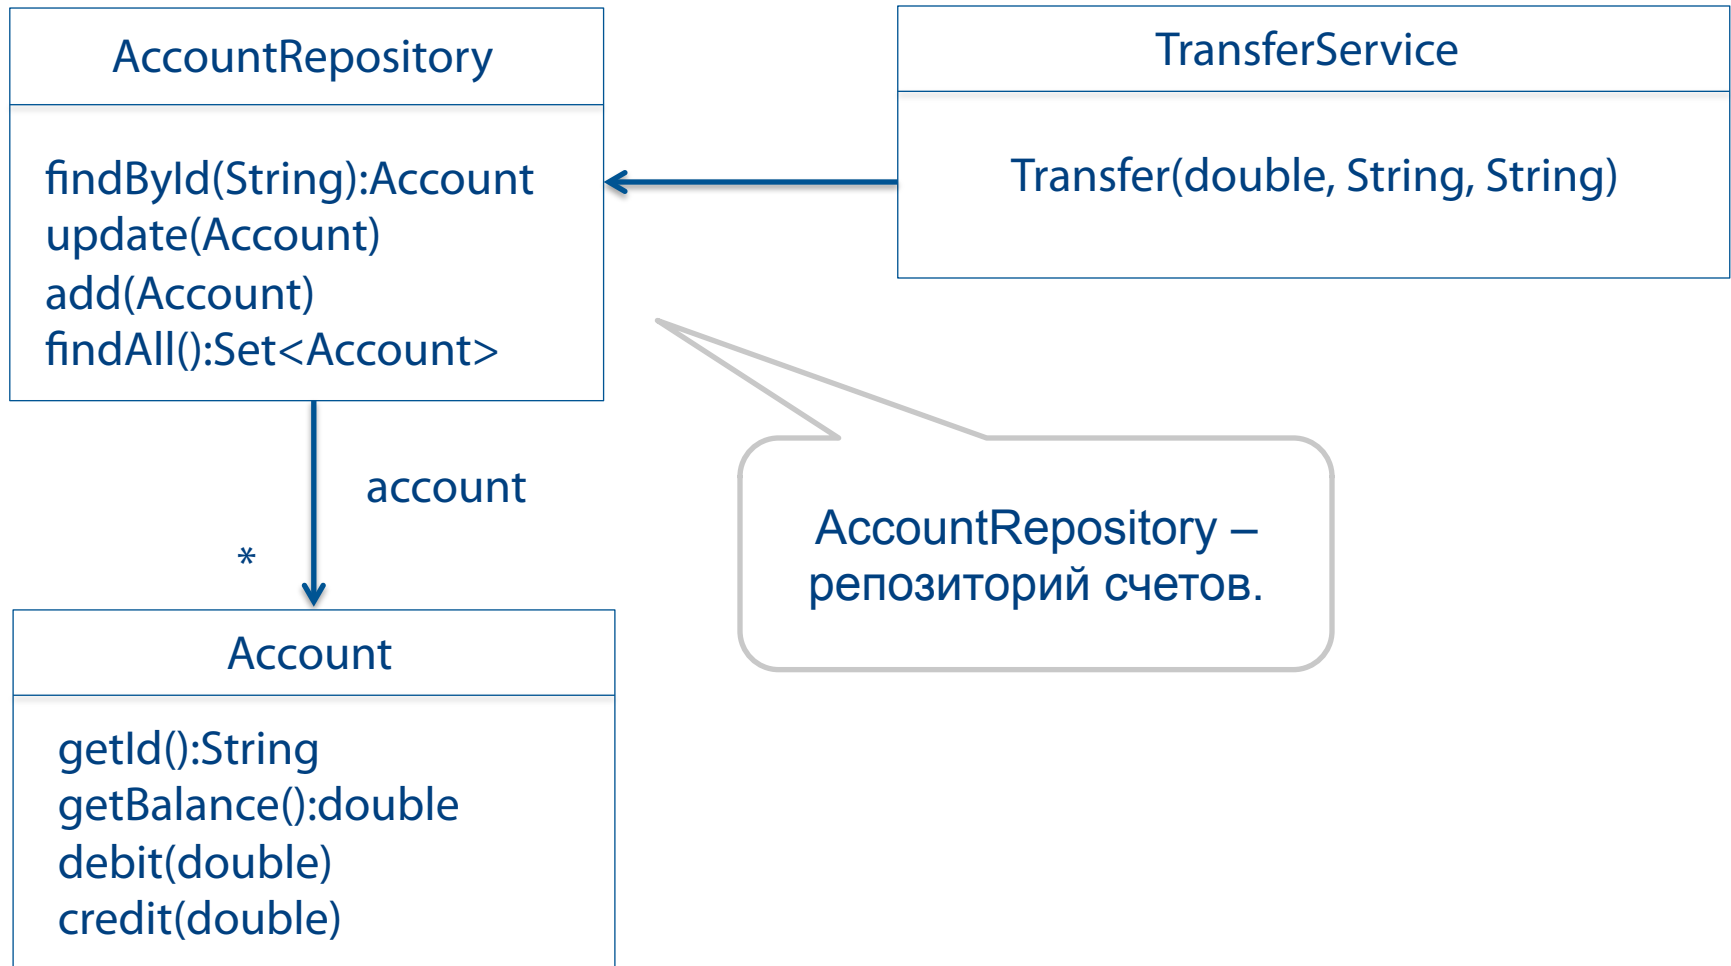 AccountRepository
findById(String):Account
update(Account)
add(Account)
findAll():Set<Account>
TransferService
Transfer(double, String, String)
account
*
AccountRepository –
репозиторий счетов.
Account
getId():String
getBalance():double
debit(double)
credit(double)